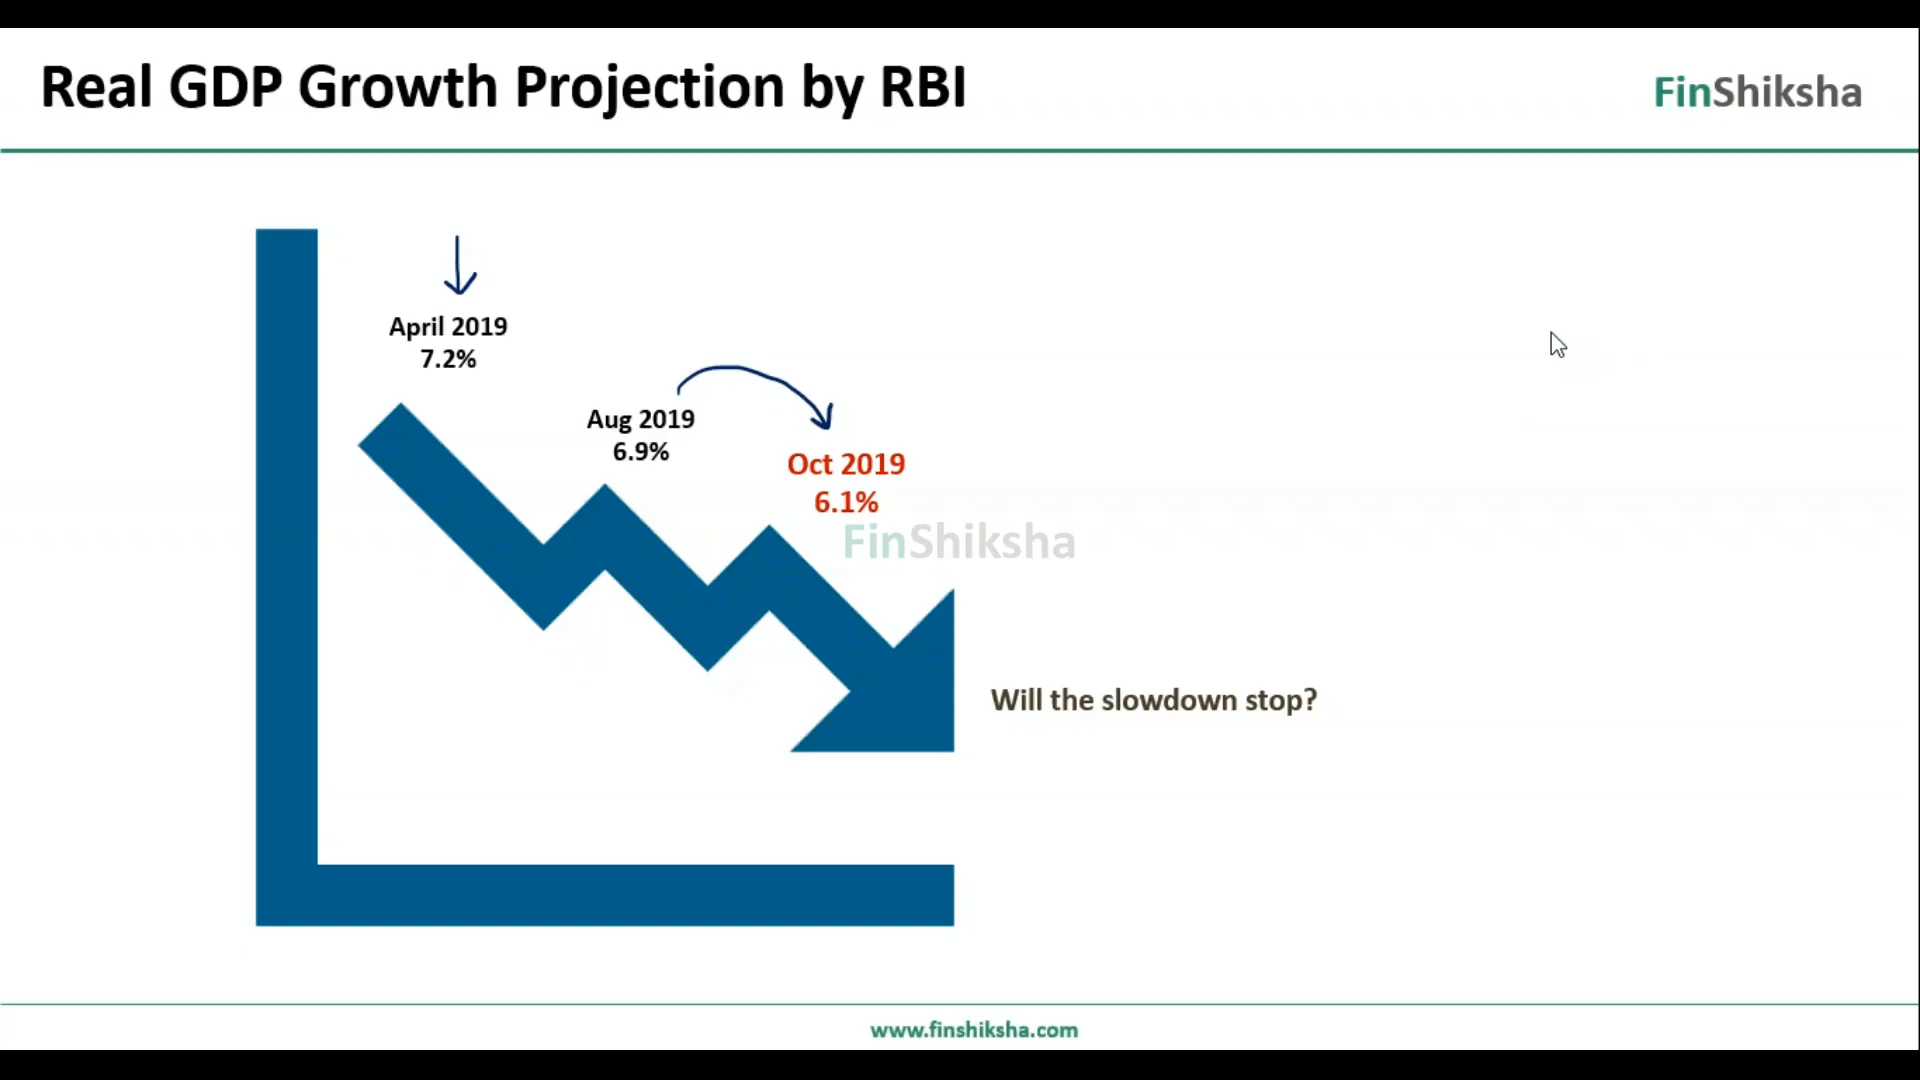 Real GDP Growth Projection by RBI
FinShiksha
April 2019
7.2%
Aug 2019
6.9%
Oct 2019
6.1%
FinShiksha
Will the slowdown stop?
www.finshiksha.com